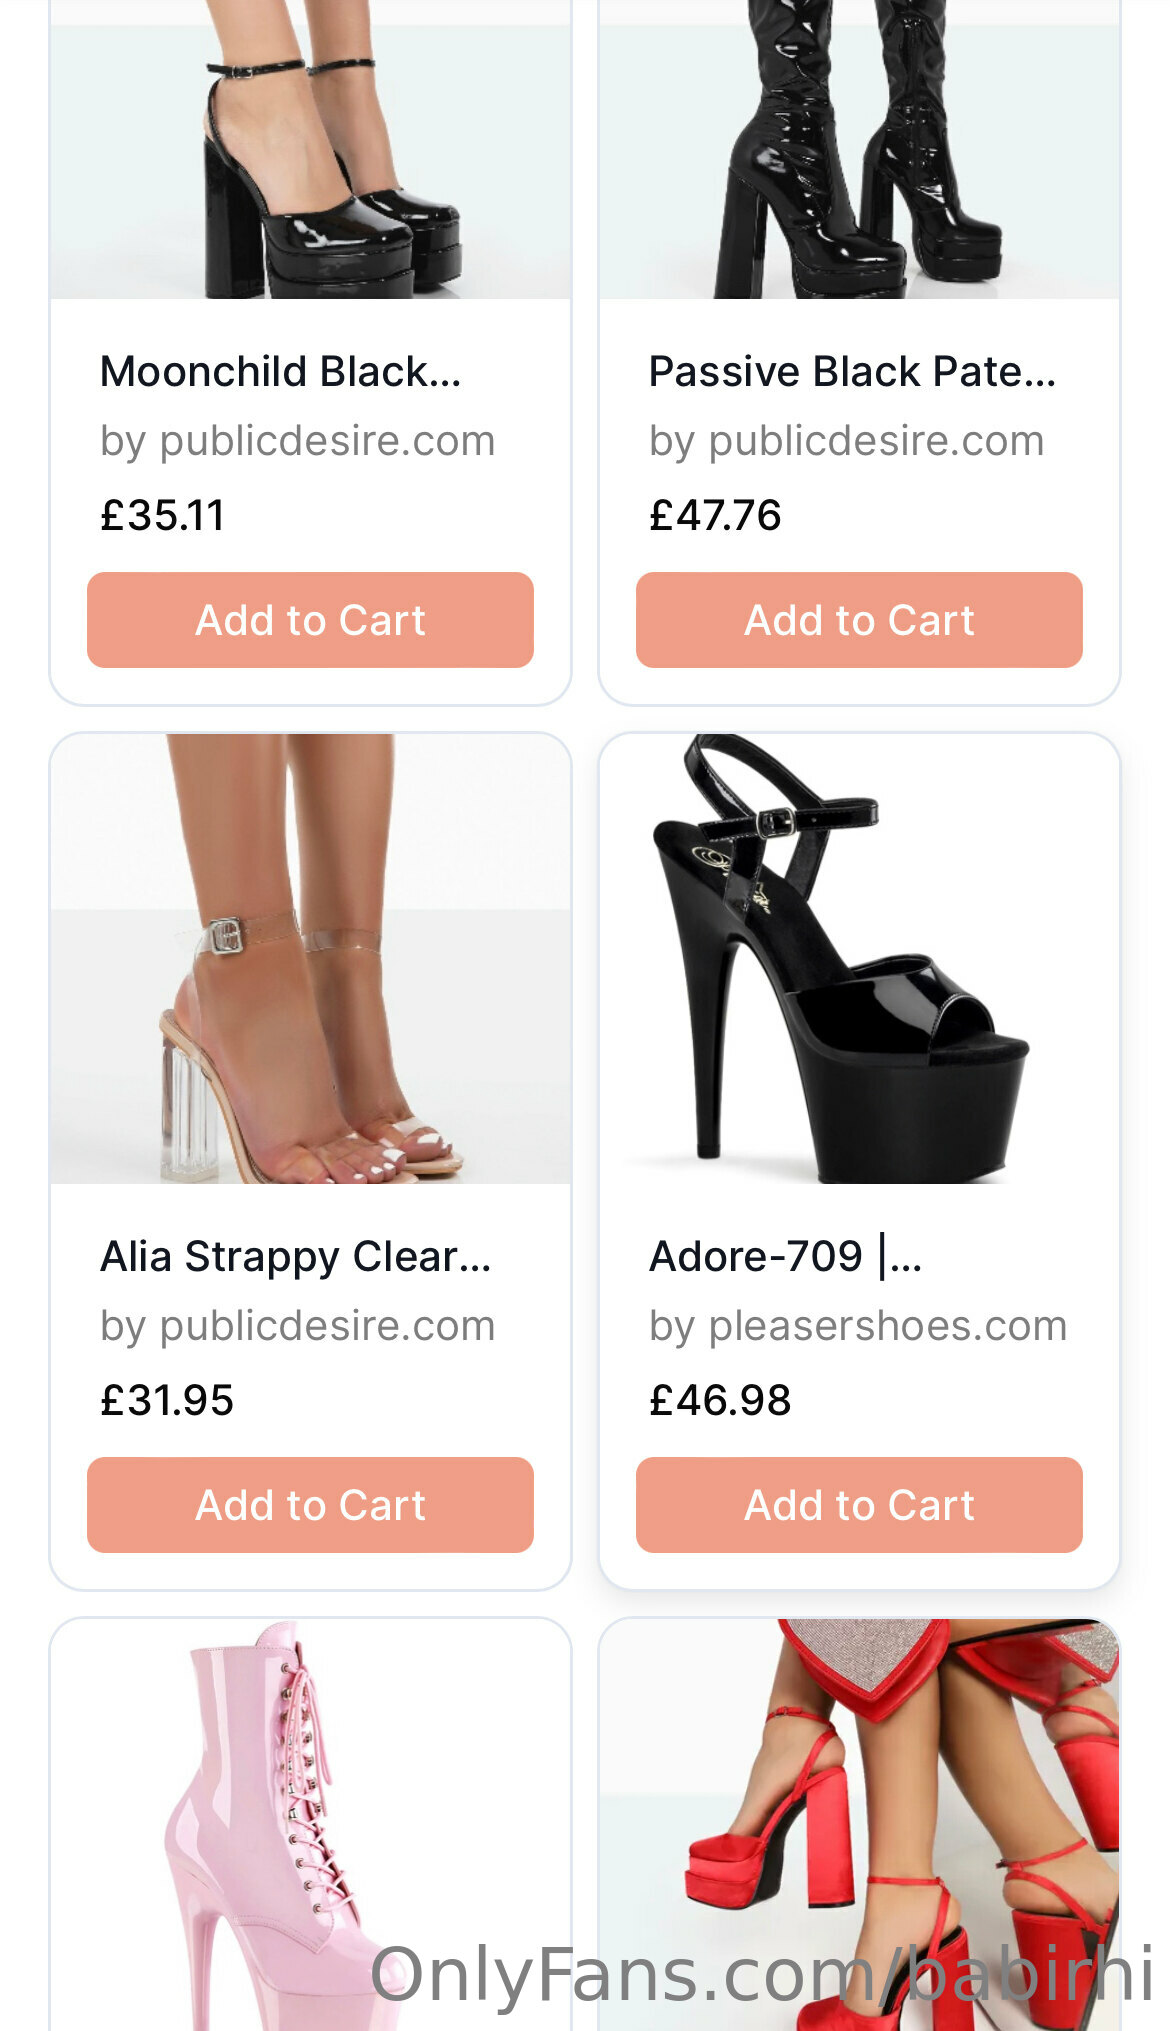 Moonchild Black...
by publicdesire.com
£35.11
Add to Cart
Passive Black Pate...
by publicdesire.com
£47.76
Add to Cart
Alia Strappy Clear...
by publicdesire.com
£31.95
Add to Cart
Adore-709 |...
by pleasershoes.com
£46.98
Add to Cart
OnlyFans.com/babirhi